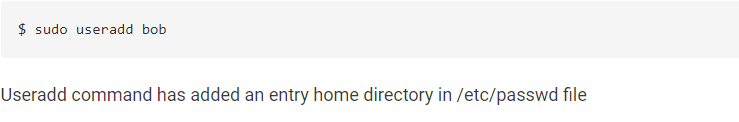 $ sudo useradd bob
Useradd command has added an entry home directory in /etc/passwd file